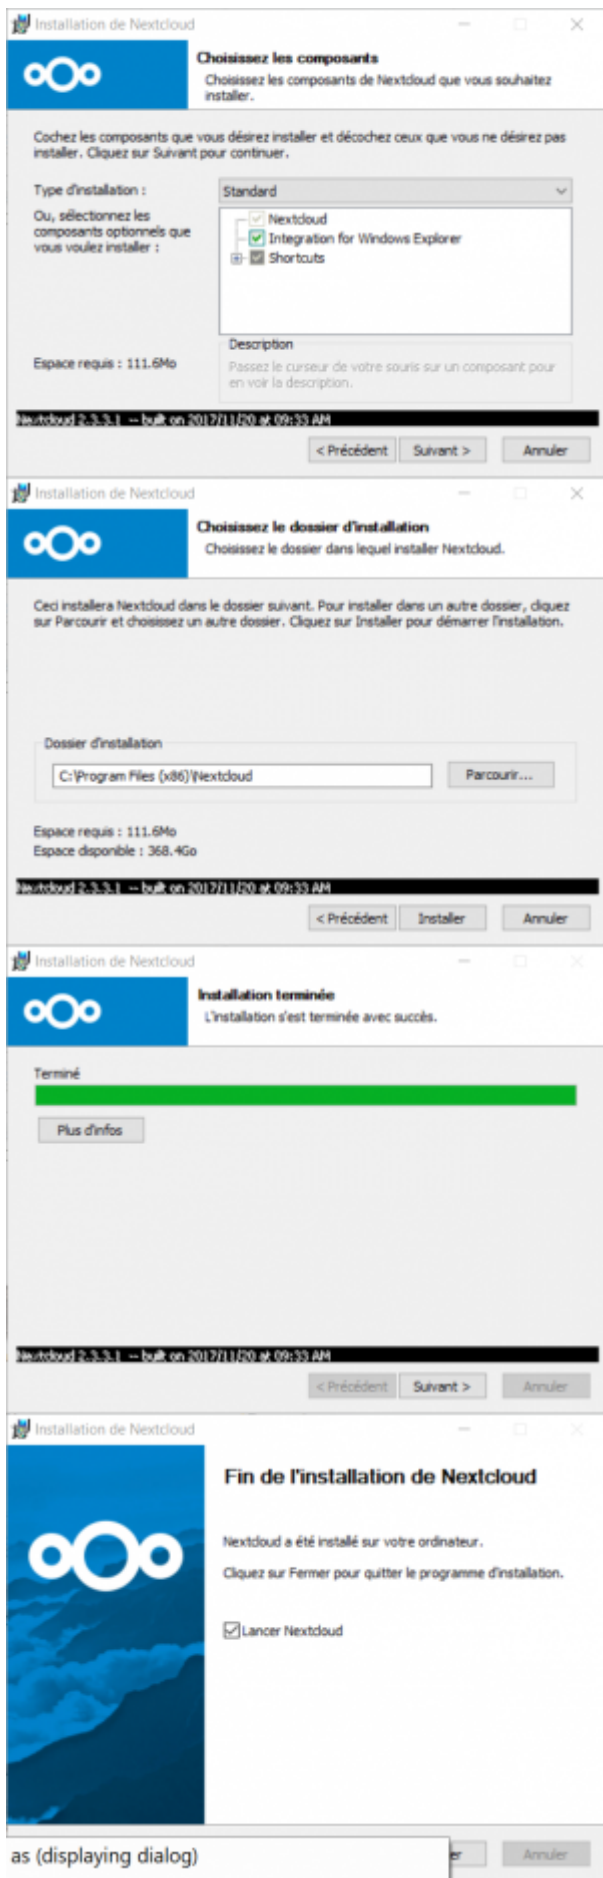 Installation de Nextcloud
Choisissez les composants
Choisissez les composants de Nextcloud que vous souhaitez
installer.
Cochez les composants que vous désirez installer et décochez ceux que vous ne désirez pas
installer. Cliquez sur Suivant pour continuer.
Type d'installation :
Standard
Ou, sélectionnez les
composants optionnels que
vous voulez installer :
Nextcloud
Integration for Windows Explorer
Shortcuts
Espace requis : 111.6Mo
Description
Passez le curseur de votre souris sur un composant pour
en voir la description.
Nextcloud 2.3.3.1 -- built on 2017/11/20 at 09:33 AM
< Précédent
Suivant >
Annuler
Installation de Nextcloud
Choisissez le dossier d'installation
Choisissez le dossier dans lequel installer Nextcloud.
Ceci installera Nextcloud dans le dossier suivant. Pour installer dans un autre dossier, cliquez
sur Parcourir et choisissez un autre dossier. Cliquez sur Installer pour démarrer l'installation.
Dossier d'installation
C:\Program Files (x86)\Nextcloud
Parcourir...
Espace requis : 111.6Mo
Espace disponible : 368.4Go
Nextcloud 2.3.3.1 -- built on 2017/11/20 at 09:33 AM
< Précédent
Installer
Annuler
Installation de Nextcloud
Installation terminée
L'installation s'est terminée avec succès.
Terminé
Plus d'infos
Nextcloud 2.3.3.1 -- built on 2017/11/20 at 09:33 AM
< Précédent
Suivant >
Annuler
Installation de Nextcloud
Fin de l'installation de Nextcloud
Nextcloud a été installé sur votre ordinateur.
Cliquez sur Fermer pour quitter le programme d'installation.
Lancer Nextcloud
as (displaying dialog)
er
Annuler